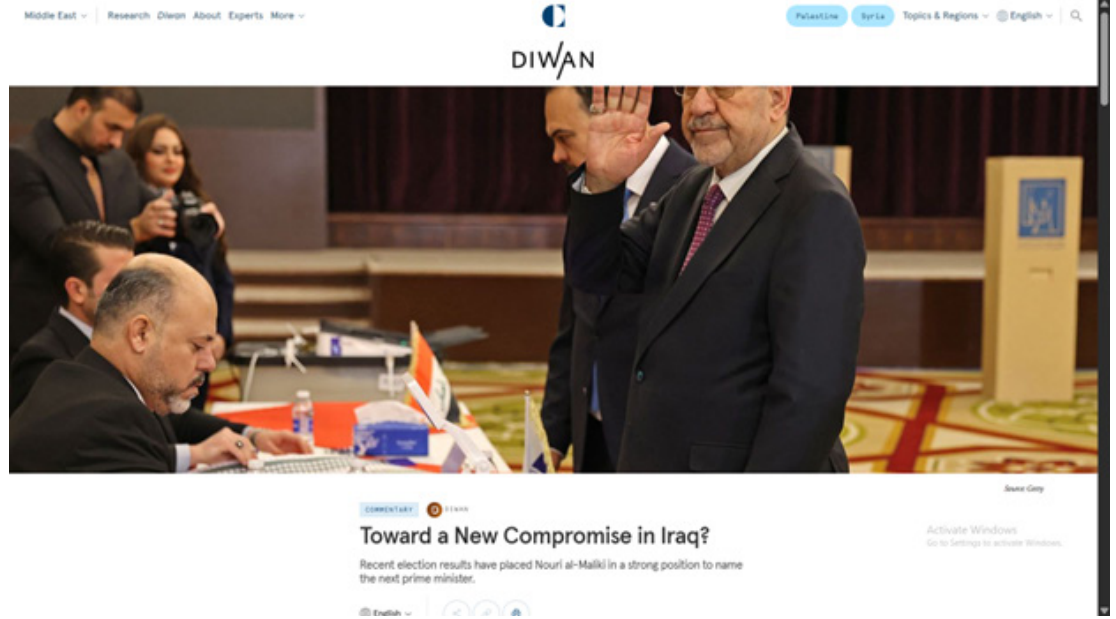 Middle East
Research Diwan About Experts More
Palestine
Syria
Topics & Regions
English
DIWAN
Source: Getty
COMMENTARY
DIWAN
Toward a New Compromise in Iraq?
Recent election results have placed Nouri al-Maliki in a strong position to name
the next prime minister.
Activate Windows
Go to Settings to activate Windows.
English